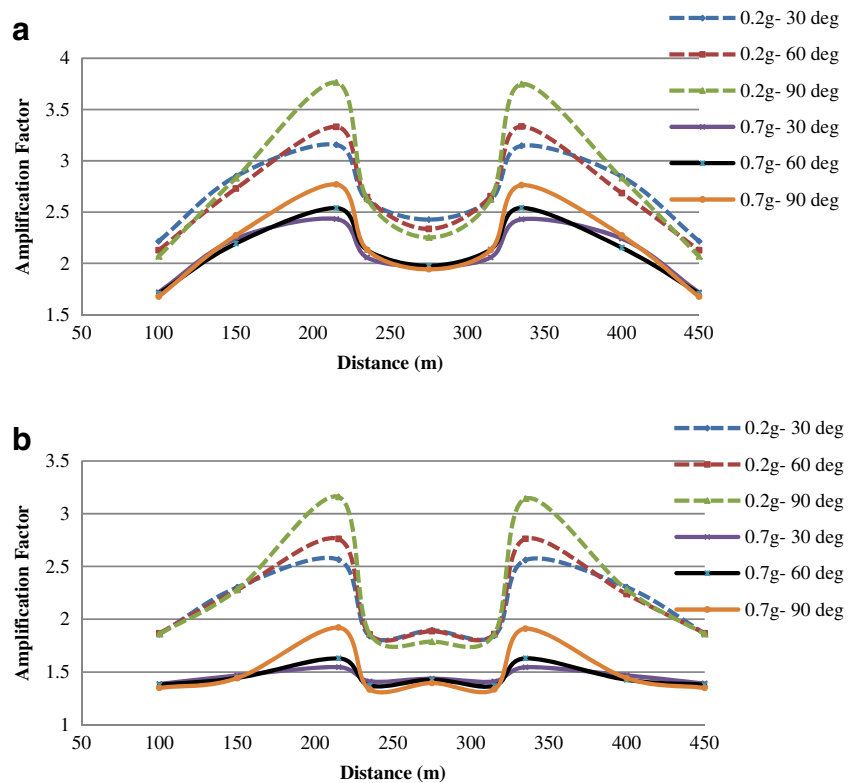 a
0.2g- 30 deg
0.2g- 60 deg
0.2g- 90 deg
0.7g- 30 deg
0.7g- 60 deg
0.7g- 90 deg
Amplification Factor
4
3.5
3
2.5
2
1.5
50 100 150 200 250 300 350 400 450
Distance (m)
b
0.2g- 30 deg
0.2g- 60 deg
0.2g- 90 deg
0.7g- 30 deg
0.7g- 60 deg
0.7g- 90 deg
Amplification Factor
3.5
3
2.5
2
1.5
1
50 100 150 200 250 300 350 400 450
Distance (m)